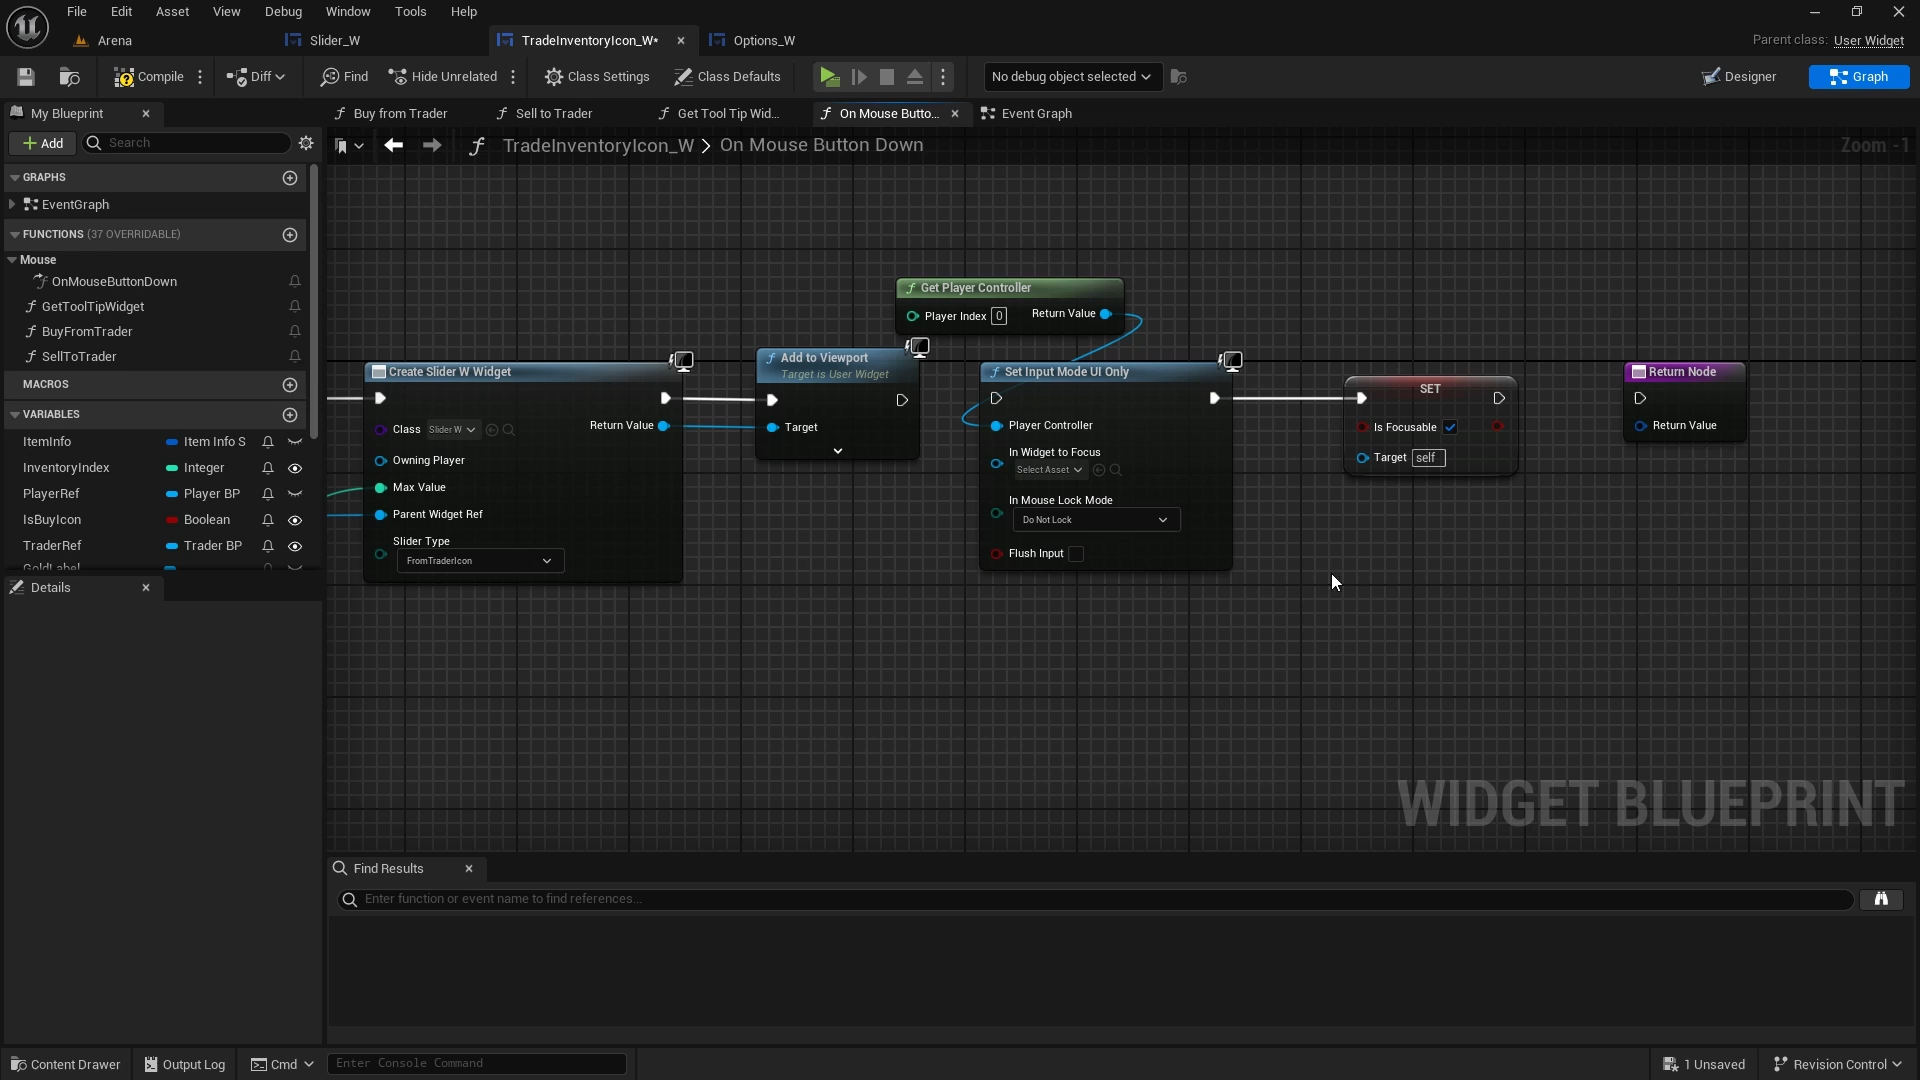 File Edit Asset View Debug Window Tools Help
Arena Slider_W TradeInventoryIcon_W* Options_W Parent class: User Widget
Compile Diff Find Hide Unrelated Class Settings Class Defaults No debug object selected Designer Graph
My Blueprint Buy from Trader Sell to Trader Get Tool Tip Wid... On Mouse Butto... Event Graph
Add Search TradeInventoryIcon_W > On Mouse Button Down Zoom -1
GRAPHS
EventGraph
FUNCTIONS (37 OVERRIDABLE)
Mouse
OnMouseButtonDown
GetToolTipWidget
BuyFromTrader
SellToTrader
MACROS
VARIABLES
ItemInfo Item Info S
InventoryIndex Integer
PlayerRef Player BP
IsBuyIcon Boolean
TraderRef Trader BP
GoldLabel
Details
Create Slider W Widget
Class Slider W Return Value
Owning Player
Max Value
Parent Widget Ref
Slider Type
FromTraderIcon
Add to Viewport
Target is User Widget
Target
Get Player Controller
Player Index 0 Return Value
Set Input Mode UI Only
Player Controller
In Widget to Focus
Select Asset
In Mouse Lock Mode
Do Not Lock
Flush Input
SET
Is Focusable
Target self
Return Node
Return Value
WIDGET BLUEPRINT
Find Results
Enter function or event name to find references...
Content Drawer Output Log Cmd Enter Console Command 1 Unsaved Revision Control